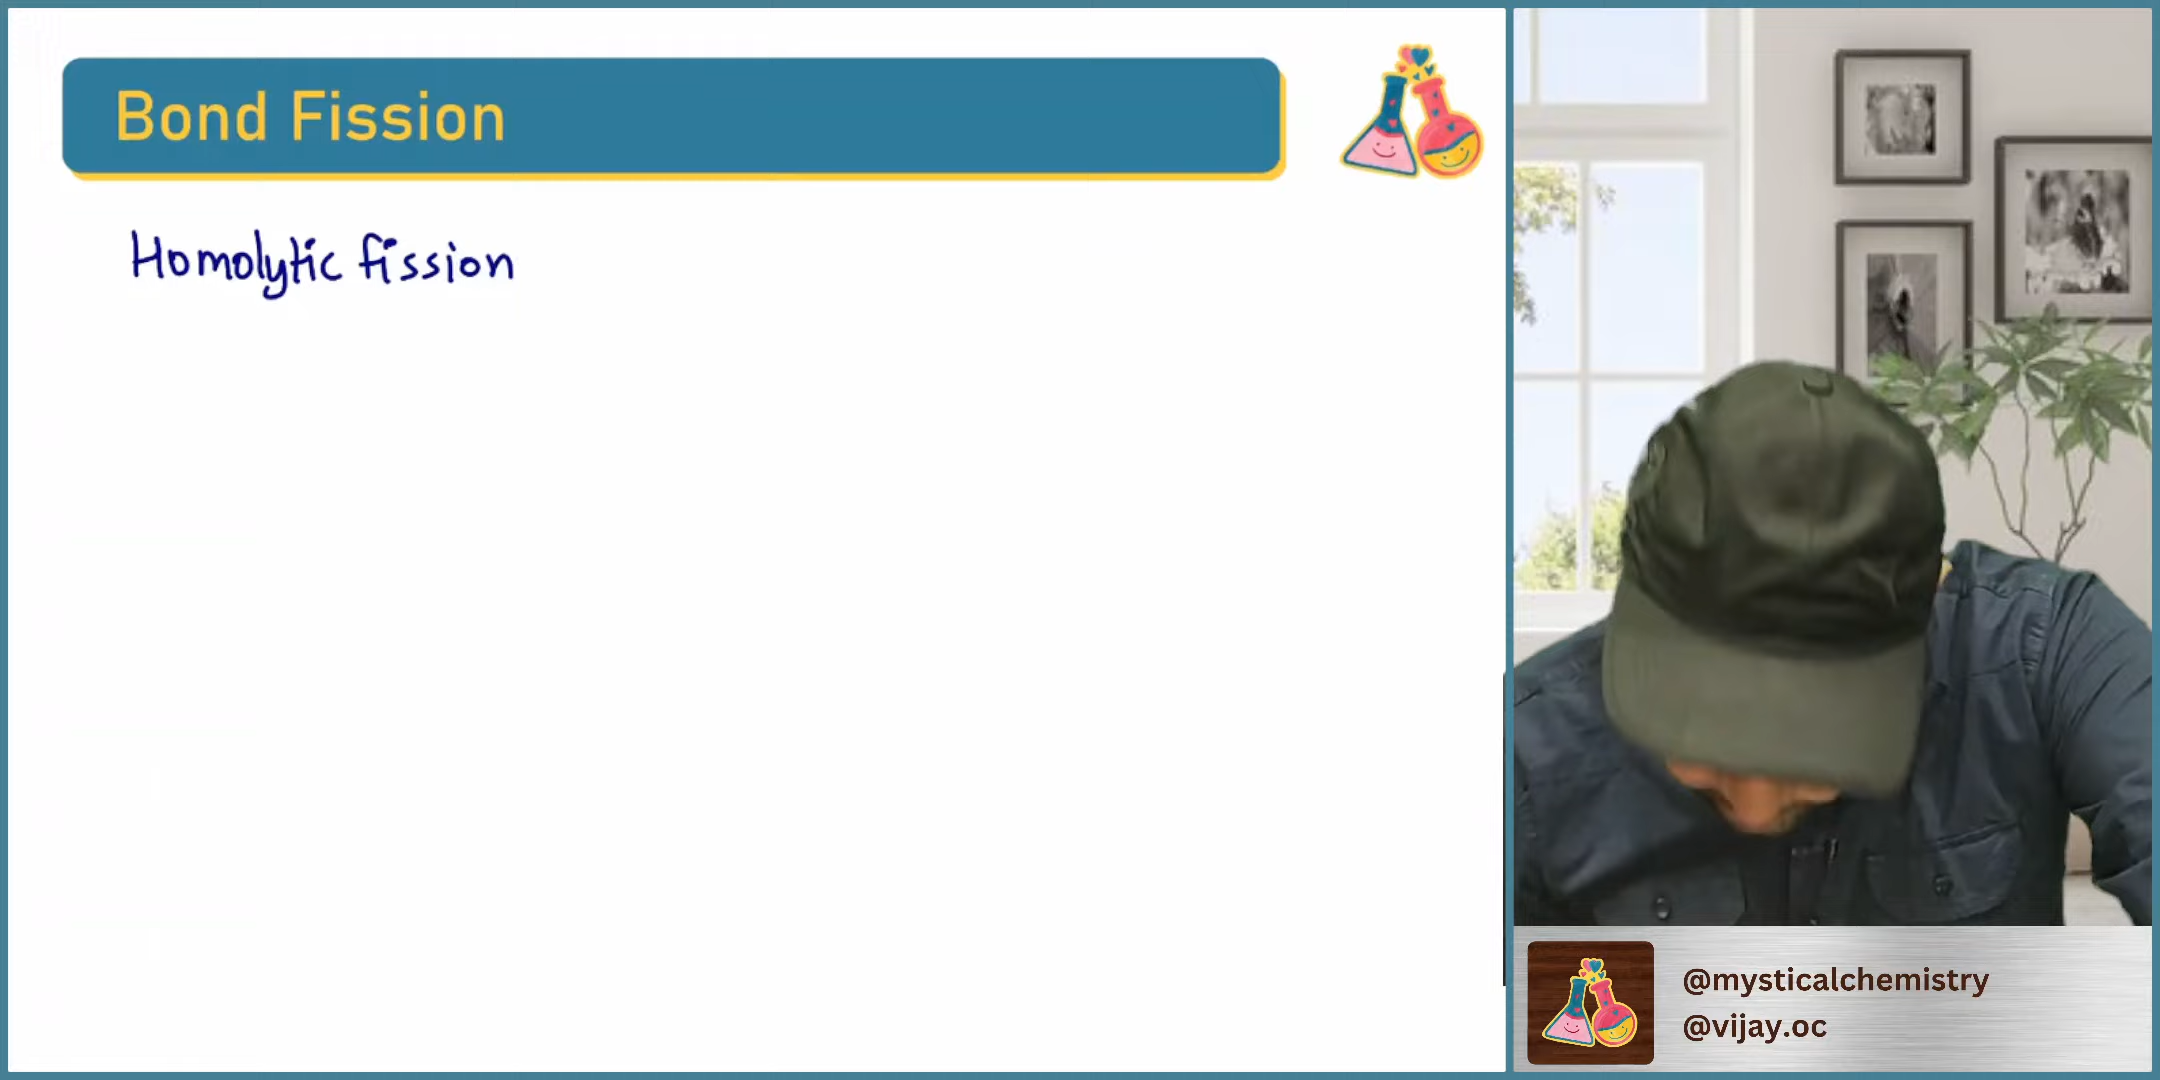 Bond Fission
Homolytic fission
@mysticalchemistry
@vijay.oc